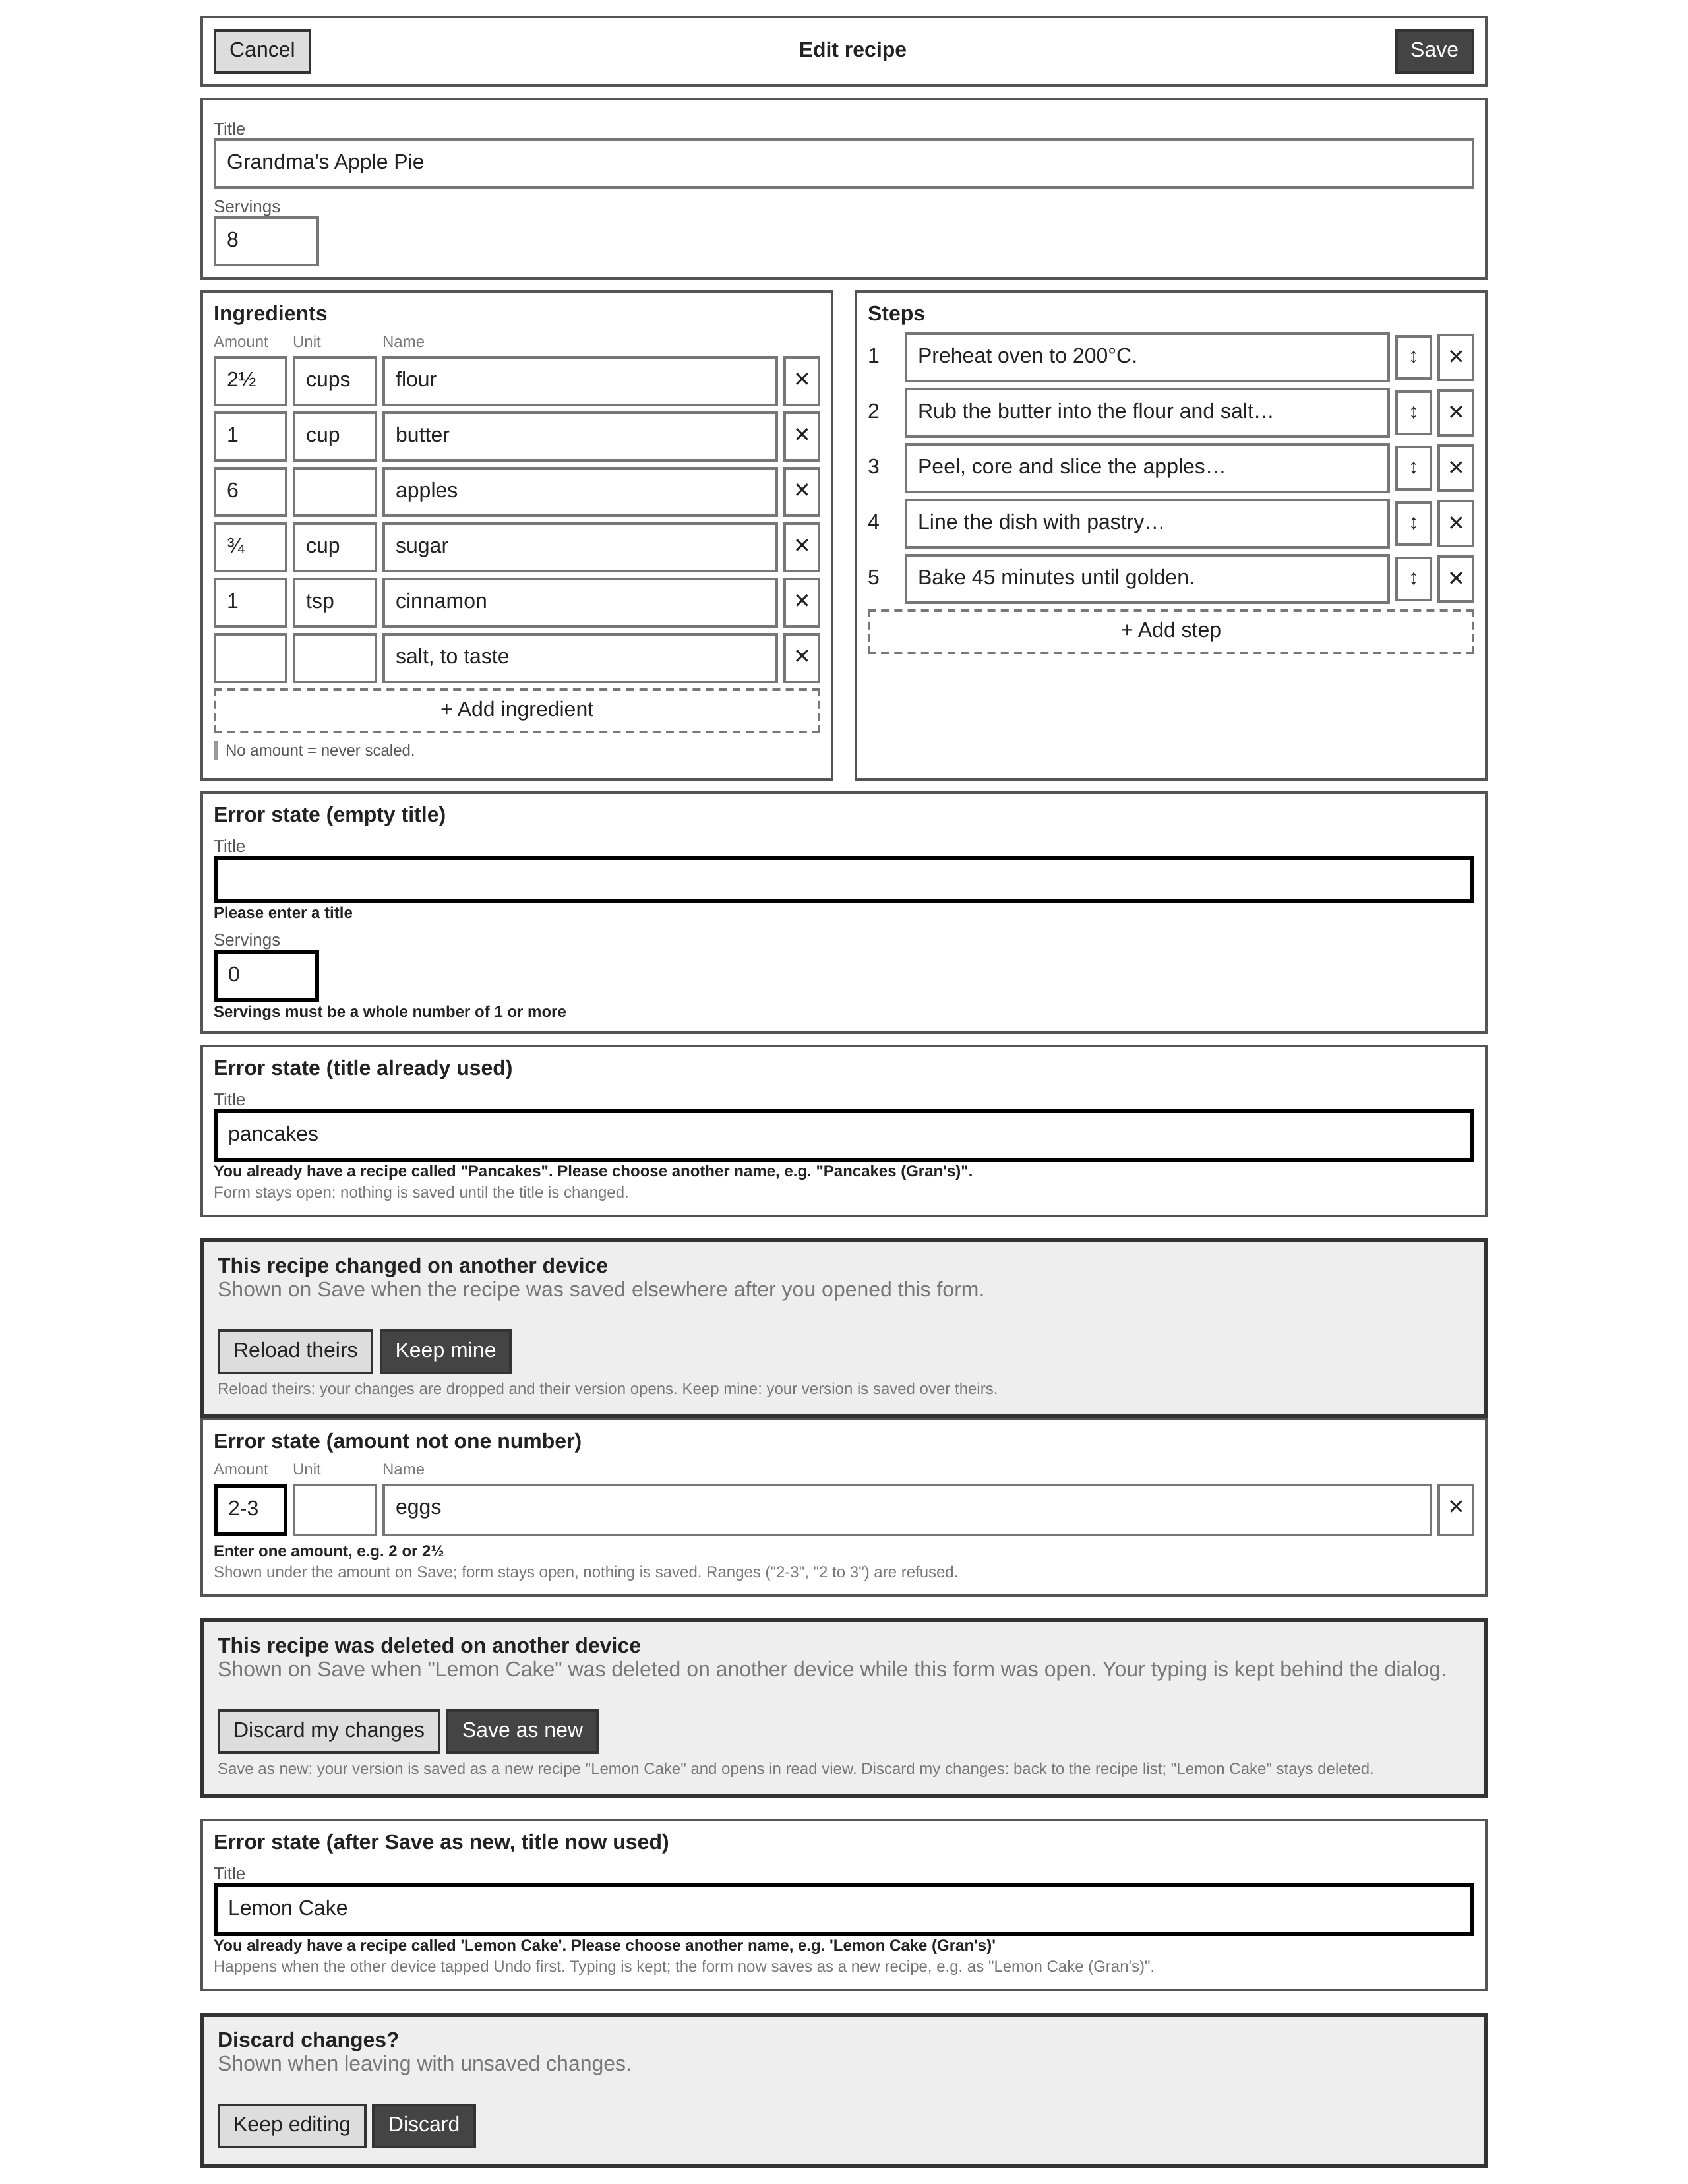 Cancel
Edit recipe
Save
Title
Grandma's Apple Pie
Servings
8
Ingredients
Amount Unit Name
2½ cups flour ✕
1 cup butter ✕
6 apples ✕
¾ cup sugar ✕
1 tsp cinnamon ✕
salt, to taste ✕
+ Add ingredient
No amount = never scaled.
Steps
1 Preheat oven to 200°C. ↕ ✕
2 Rub the butter into the flour and salt… ↕ ✕
3 Peel, core and slice the apples… ↕ ✕
4 Line the dish with pastry… ↕ ✕
5 Bake 45 minutes until golden. ↕ ✕
+ Add step
Error state (empty title)
Title
Please enter a title
Servings
0
Servings must be a whole number of 1 or more
Error state (title already used)
Title
pancakes
You already have a recipe called "Pancakes". Please choose another name, e.g. "Pancakes (Gran's)".
Form stays open; nothing is saved until the title is changed.
This recipe changed on another device
Shown on Save when the recipe was saved elsewhere after you opened this form.
Reload theirs Keep mine
Reload theirs: your changes are dropped and their version opens. Keep mine: your version is saved over theirs.
Error state (amount not one number)
Amount Unit Name
2-3 eggs ✕
Enter one amount, e.g. 2 or 2½
Shown under the amount on Save; form stays open, nothing is saved. Ranges ("2-3", "2 to 3") are refused.
This recipe was deleted on another device
Shown on Save when "Lemon Cake" was deleted on another device while this form was open. Your typing is kept behind the dialog.
Discard my changes Save as new
Save as new: your version is saved as a new recipe "Lemon Cake" and opens in read view. Discard my changes: back to the recipe list; "Lemon Cake" stays deleted.
Error state (after Save as new, title now used)
Title
Lemon Cake
You already have a recipe called 'Lemon Cake'. Please choose another name, e.g. 'Lemon Cake (Gran's)'
Happens when the other device tapped Undo first. Typing is kept; the form now saves as a new recipe, e.g. as "Lemon Cake (Gran's)".
Discard changes?
Shown when leaving with unsaved changes.
Keep editing Discard